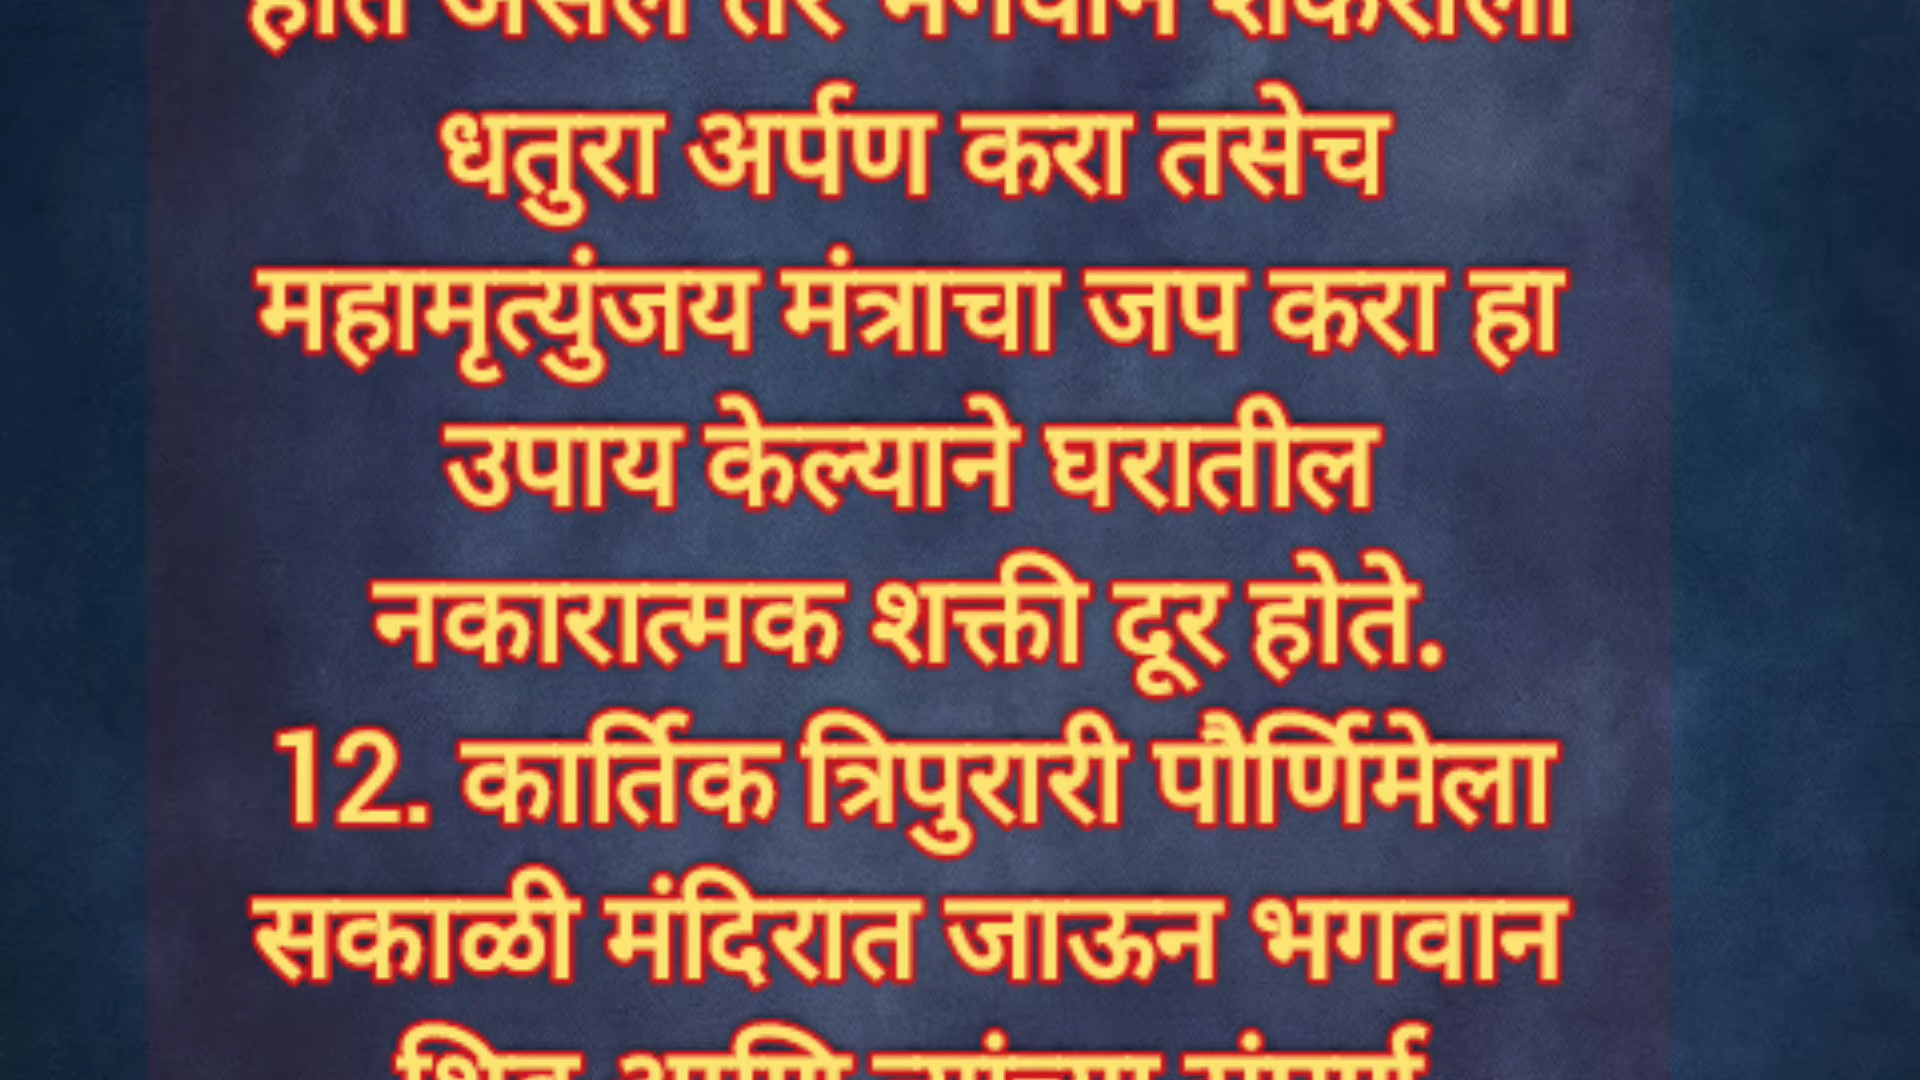 होत असेल तर भगवान शंकराला
धतुरा अर्पण करा तसेच
महामृत्युंजय मंत्राचा जप करा हा
उपाय केल्याने घरातील
नकारात्मक शक्ती दूर होते.
12. कार्तिक त्रिपुरारी पौर्णिमेला
सकाळी मंदिरात जाऊन भगवान
शिव आणि त्यांच्या संपूर्ण